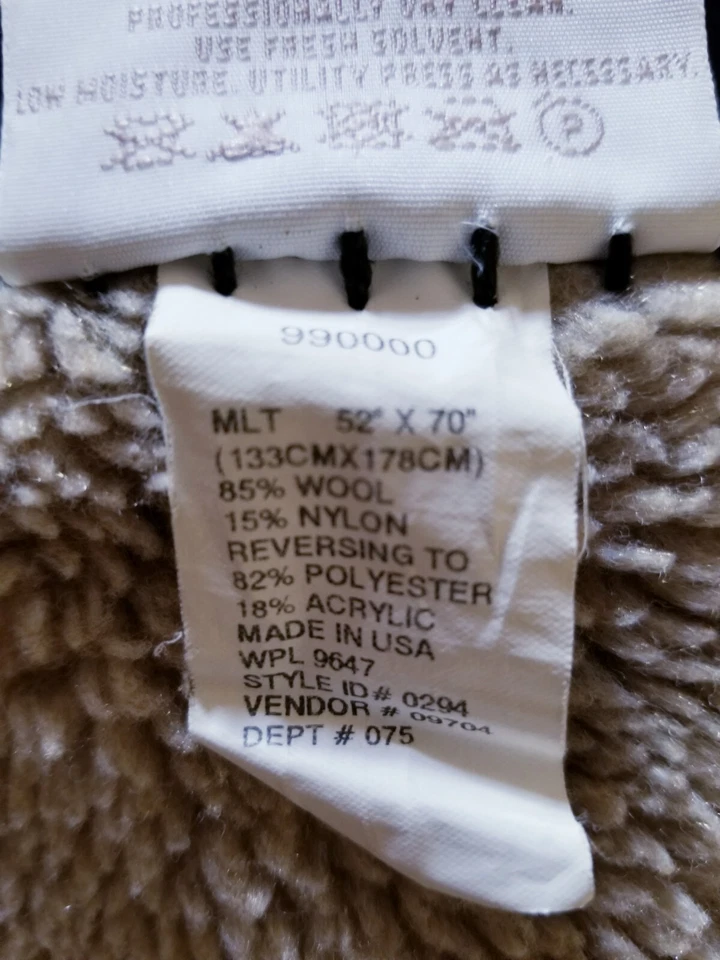 PROFESSIONALLY DRY CLEAN.
USE FRESH SOLVENT.
LOW MOISTURE. UTILITY PRESS AS NECESSARY.
P
990000
MLT 52" X 70"
(133CMX178CM)
85% WOOL
15% NYLON
REVERSING TO
82% POLYESTER
18% ACRYLIC
MADE IN USA
WPL 9647
STYLE ID# 0294
VENDOR # 09704
DEPT # 075